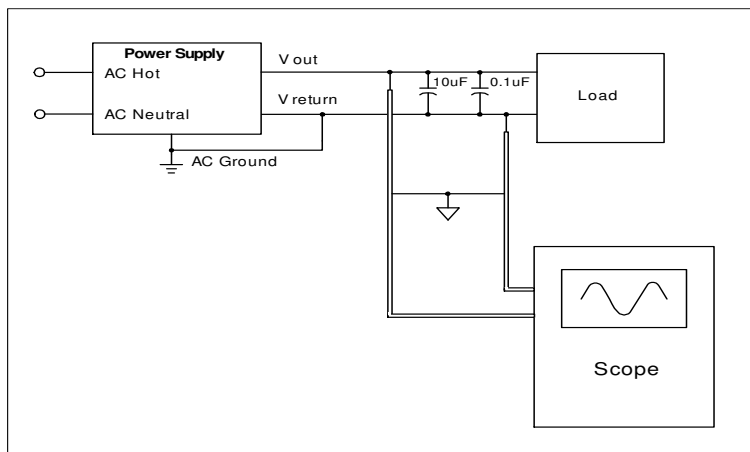 Power Supply
V out
AC Hot
10uF
0.1uF
Load
V return
AC Neutral
AC Ground
Scope